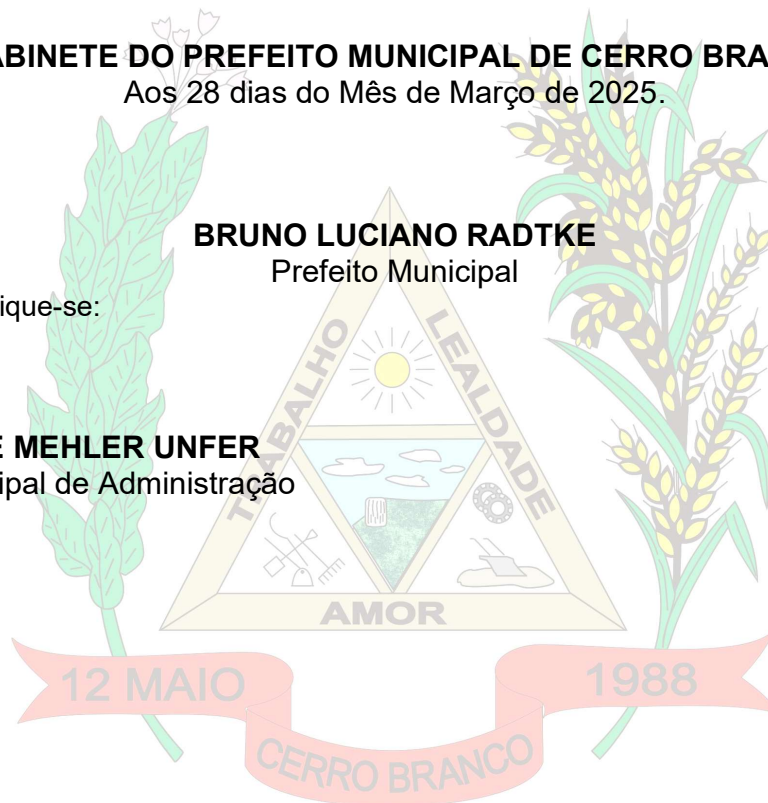 ABINETE DO PREFEITO MUNICIPAL DE CERRO BRA
Aos 28 dias do Mês de Março de 2025.
BRUNO LUCIANO RADTKE
Prefeito Municipal
ique-se:
E MEHLER UNFER
ipal de Administração
TRABALHO
LEALDADE
AMOR
12 MAIO
1988
CERRO BRANCO